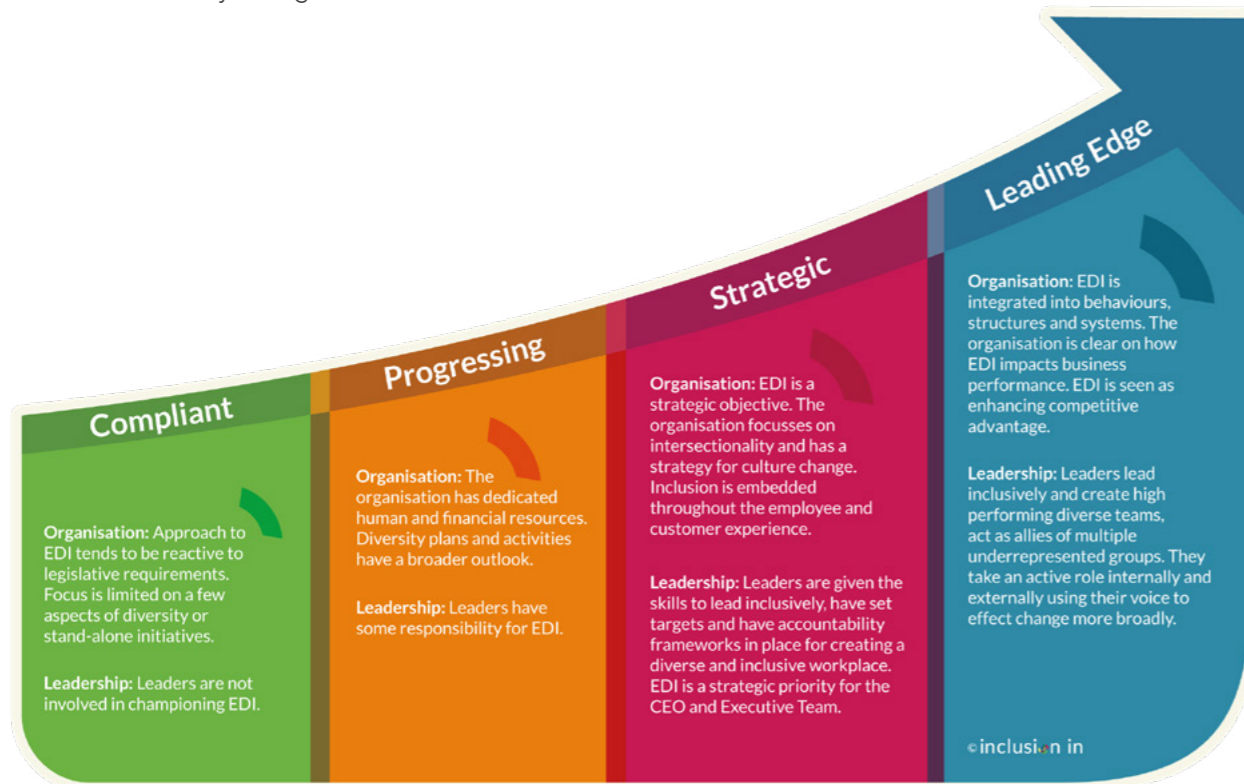 Compliant
Organisation: Approach to
EDI tends to be reactive to
legislative requirements.
Focus is limited on a few
aspects of diversity or
stand-alone initiatives.
Leadership: Leaders are not
involved in championing EDI.
Progressing
Organisation: The
organisation has dedicated
human and financial resources.
Diversity plans and activities
have a broader outlook.
Leadership: Leaders have
some responsibility for EDI.
Strategic
Organisation: EDI is a
strategic objective. The
organisation focusses on
intersectionality and has a
strategy for culture change.
Inclusion is embedded
throughout the employee and
customer experience.
Leadership: Leaders are given the
skills to lead inclusively, have set
targets and have accountability
frameworks in place for creating a
diverse and inclusive workplace.
EDI is a strategic priority for the
CEO and Executive Team.
Leading Edge
Organisation: EDI is
integrated into behaviours,
structures and systems. The
organisation is clear on how
EDI impacts business
performance. EDI is seen as
enhancing competitive
advantage.
Leadership: Leaders lead
inclusively and create high
performing diverse teams,
act as allies of multiple
underrepresented groups. They
take an active role internally and
externally using their voice to
effect change more broadly.
©inclusion in